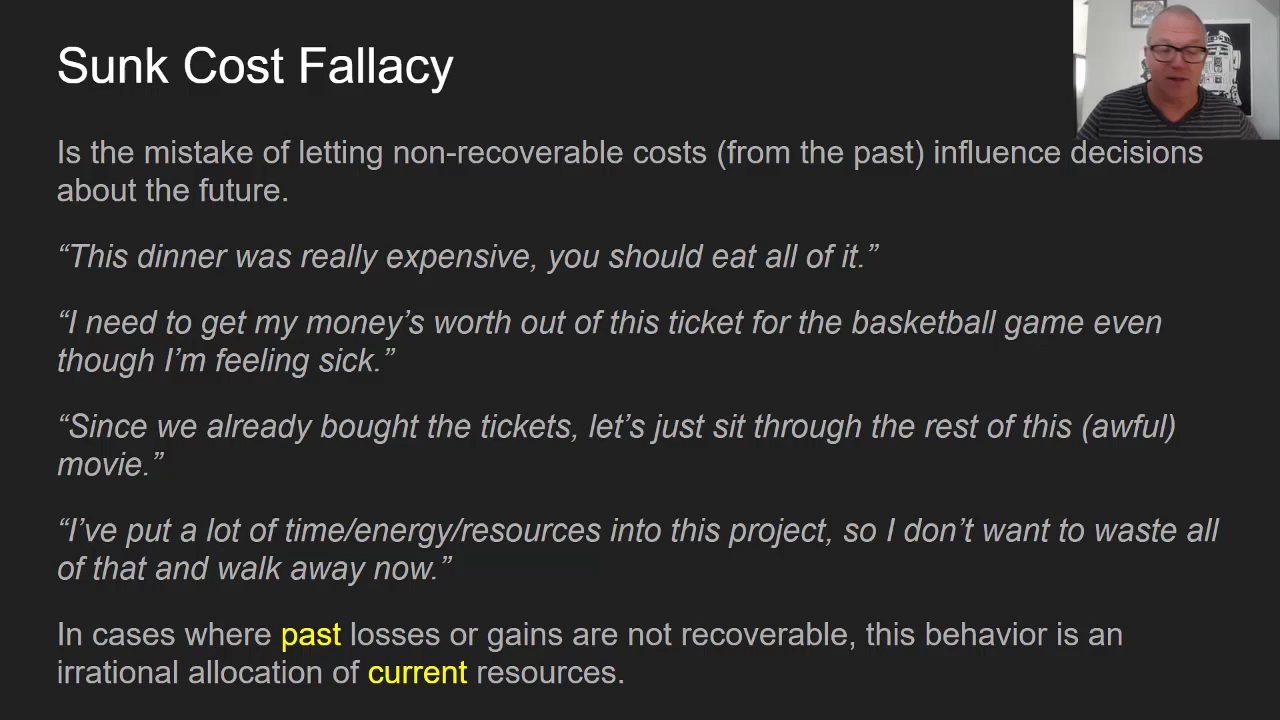 Sunk Cost Fallacy
Is the mistake of letting non-recoverable costs (from the past) influence decisions
about the future.
“This dinner was really expensive, you should eat all of it.”
“I need to get my money’s worth out of this ticket for the basketball game even
though I’m feeling sick.”
“Since we already bought the tickets, let’s just sit through the rest of this (awful)
movie.”
“I’ve put a lot of time/energy/resources into this project, so I don’t want to waste all
of that and walk away now.”
In cases where past losses or gains are not recoverable, this behavior is an
irrational allocation of current resources.